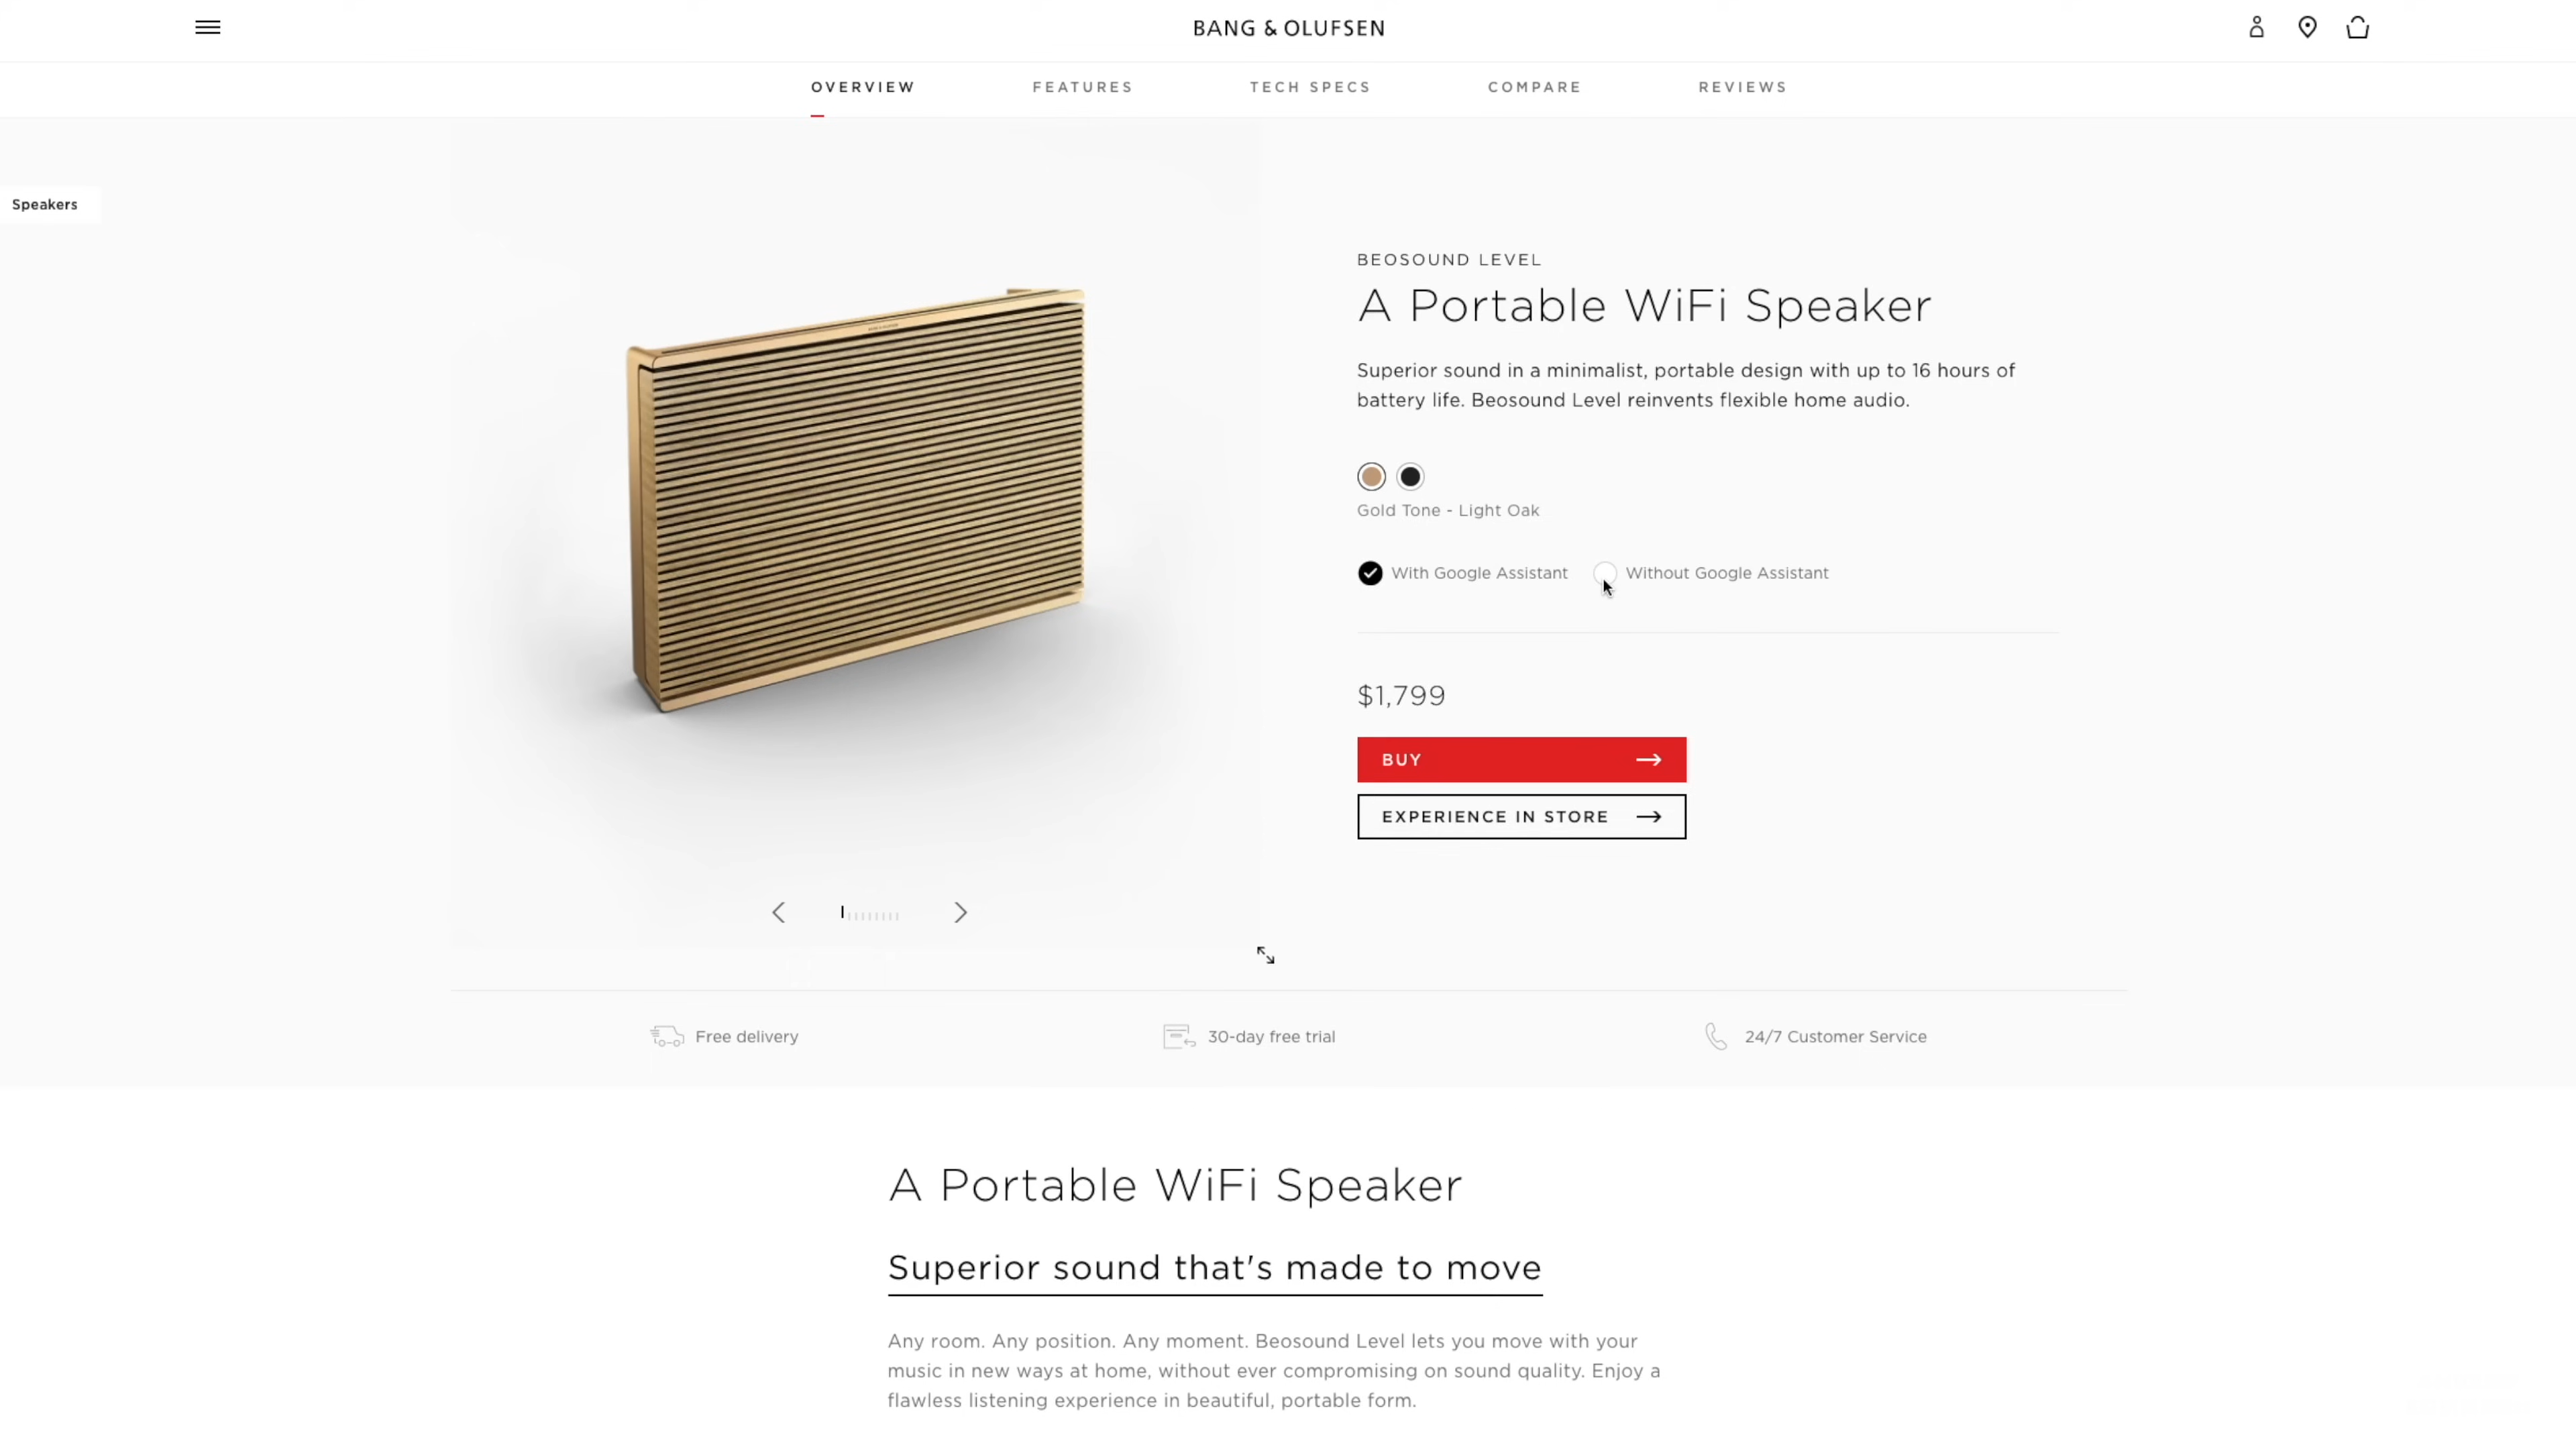 BANG & OLUFSEN
OVERVIEW
FEATURES
TECH SPECS
COMPARE
REVIEWS
Speakers
BEOSOUND LEVEL
A Portable WiFi Speaker
Superior sound in a minimalist, portable design with up to 16 hours of
battery life. Beosound Level reinvents flexible home audio.
Gold Tone - Light Oak
With Google Assistant
Without Google Assistant
$1,799
BUY
EXPERIENCE IN STORE
Free delivery
30-day free trial
24/7 Customer Service
A Portable WiFi Speaker
Superior sound that's made to move
Any room. Any position. Any moment. Beosound Level lets you move with your
music in new ways at home, without ever compromising on sound quality. Enjoy a
flawless listening experience in beautiful, portable form.